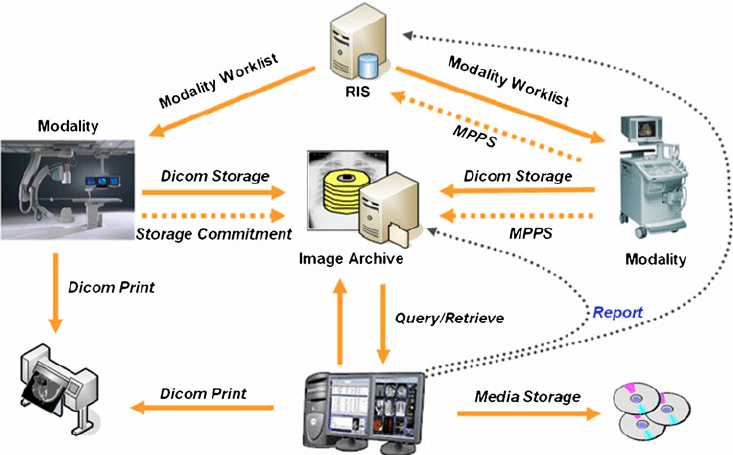 RIS
Modality Worklist
Modality Worklist
MPPS
Modality
Dicom Storage
Dicom Storage
Storage Commitment
MPPS
Image Archive
Modality
Dicom Print
Query/Retrieve
Report
Dicom Print
Media Storage